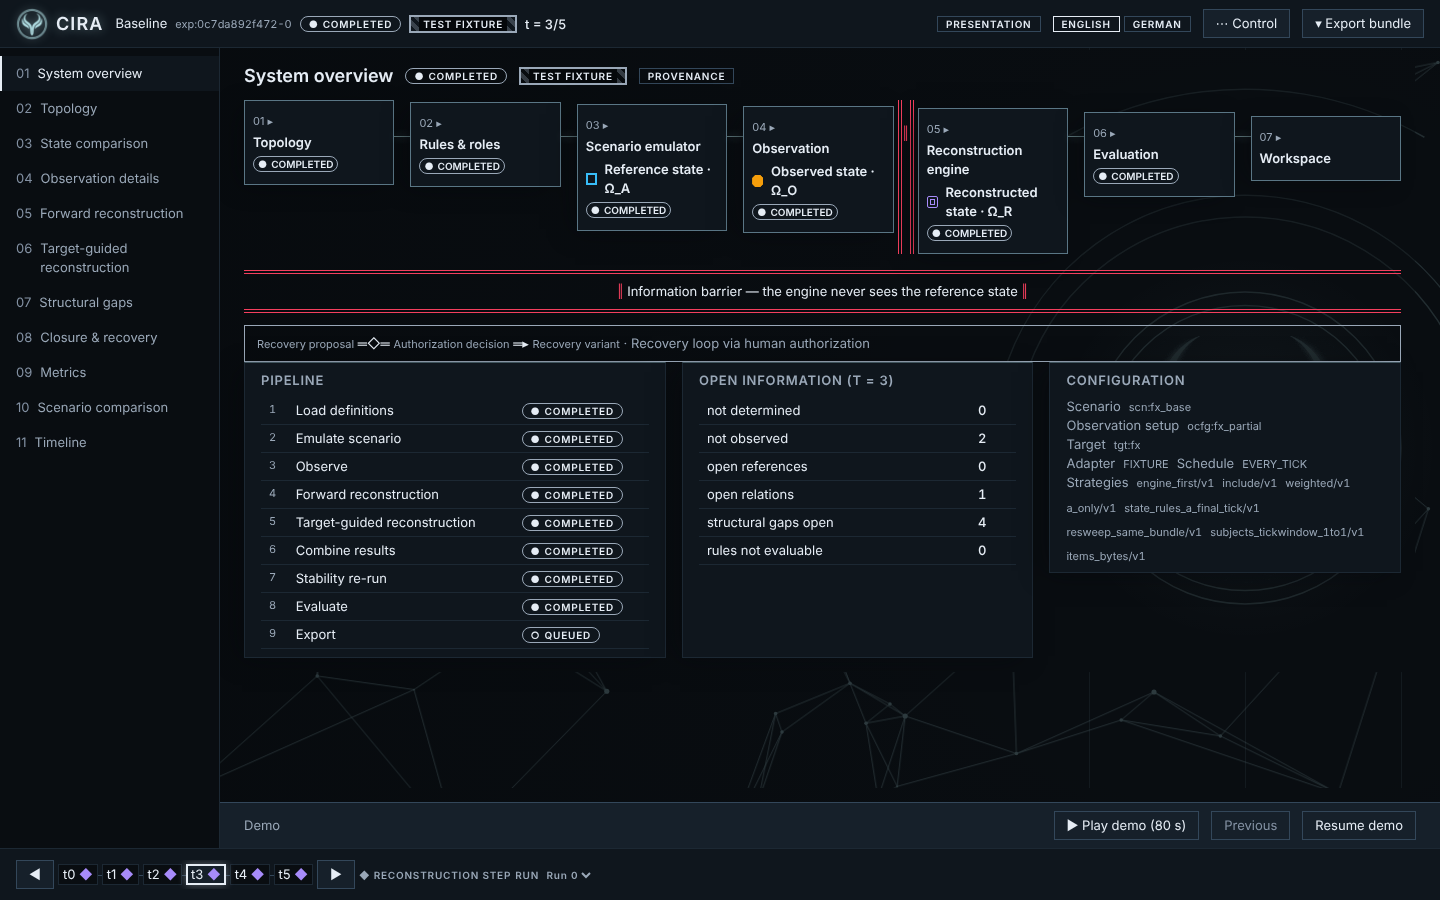 CIRA Baseline exp:0c7da892f472-0 COMPLETED TEST FIXTURE t = 3/5 PRESENTATION ENGLISH GERMAN ··· Control ▾ Export bundle
01 System overview
02 Topology
03 State comparison
04 Observation details
05 Forward reconstruction
06 Target-guided
reconstruction
07 Structural gaps
08 Closure & recovery
09 Metrics
10 Scenario comparison
11 Timeline
System overview COMPLETED TEST FIXTURE PROVENANCE
01 ▸
Topology
COMPLETED
02 ▸
Rules & roles
COMPLETED
03 ▸
Scenario emulator
Reference state ·
Ω_A
COMPLETED
04 ▸
Observation
Observed state ·
Ω_O
COMPLETED
05 ▸
Reconstruction
engine
Reconstructed
state · Ω_R
COMPLETED
06 ▸
Evaluation
COMPLETED
07 ▸
Workspace
Information barrier — the engine never sees the reference state
Recovery proposal Authorization decision Recovery variant · Recovery loop via human authorization
PIPELINE
1 Load definitions COMPLETED
2 Emulate scenario COMPLETED
3 Observe COMPLETED
4 Forward reconstruction COMPLETED
5 Target-guided reconstruction COMPLETED
6 Combine results COMPLETED
7 Stability re-run COMPLETED
8 Evaluate COMPLETED
9 Export QUEUED
OPEN INFORMATION (T = 3)
not determined 0
not observed 2
open references 0
open relations 1
structural gaps open 4
rules not evaluable 0
CONFIGURATION
Scenario scn:fx_base
Observation setup ocfg:fx_partial
Target tgt:fx
Adapter FIXTURE Schedule EVERY_TICK
Strategies engine_first/v1 include/v1 weighted/v1
a_only/v1 state_rules_a_final_tick/v1
resweep_same_bundle/v1 subjects_tickwindow_1to1/v1
items_bytes/v1
Demo ▶ Play demo (80 s) Previous Resume demo
◀ t0 ◆ t1 ◆ t2 ◆ t3 ◆ t4 ◆ t5 ◆ ▶ ◆ RECONSTRUCTION STEP RUN Run 0